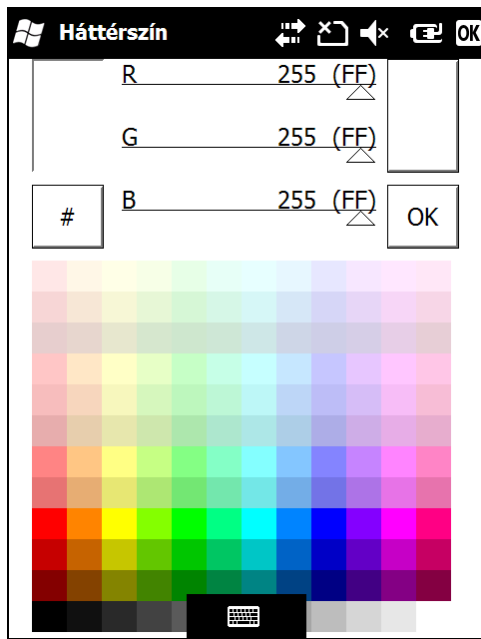 Háttérszín OK
R 255 (FF)
G 255 (FF)
B 255 (FF)
# OK